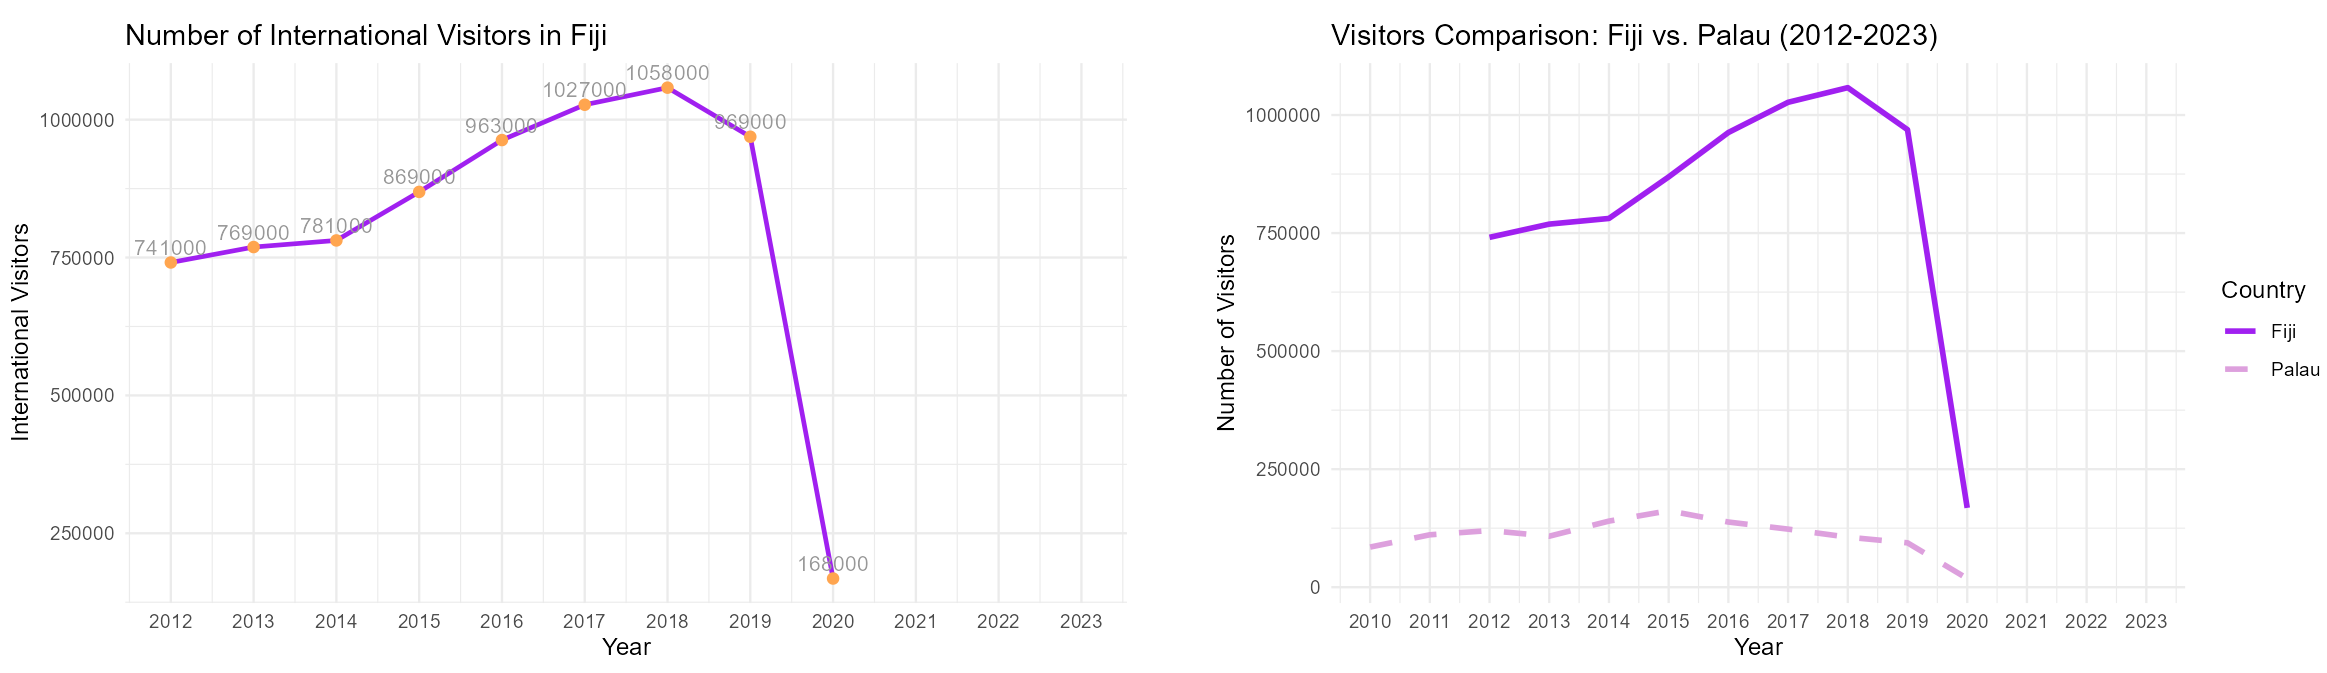 Number of International Visitors in Fiji
1058000
1027000
969000
963000
869000
781000
769000
741000
168000
1000000
750000
500000
250000
International Visitors
2012 2013 2014 2015 2016 2017 2018 2019 2020 2021 2022 2023
Year
Visitors Comparison: Fiji vs. Palau (2012-2023)
1000000
750000
500000
250000
0
Number of Visitors
2010 2011 2012 2013 2014 2015 2016 2017 2018 2019 2020 2021 2022 2023
Year
Country
Fiji
Palau